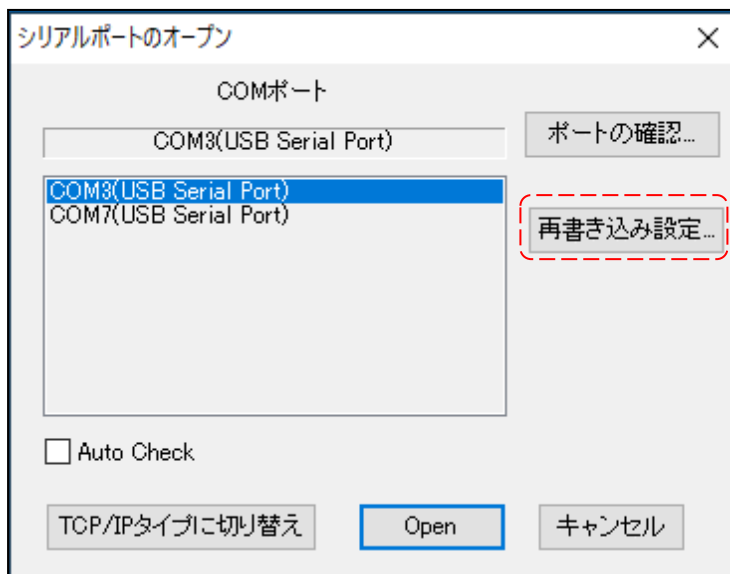 シリアルポートのオープン
COMポート
COM3(USB Serial Port)
ポートの確認...
COM3(USB Serial Port)
COM7(USB Serial Port)
再書き込み設定...
Auto Check
TCP/IPタイプに切り替え
Open
キャンセル